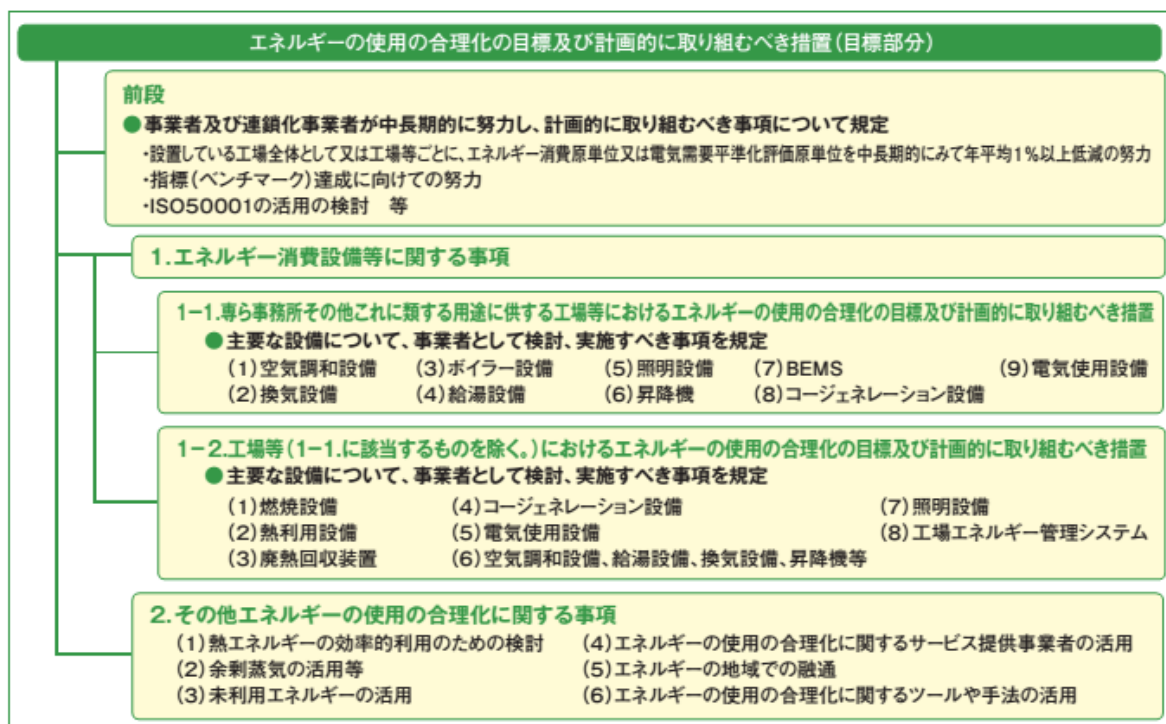 エネルギーの使用の合理化の目標及び計画的に取り組むべき措置(目標部分)
前段
●事業者及び連鎖化事業者が中長期的に努力し、計画的に取り組むべき事項について規定
・設置している工場全体として又は工場等ごとに、エネルギー消費原単位又は電気需要平準化評価原単位を中長期的にみて年平均1%以上低減の努力
・指標(ベンチマーク)達成に向けての努力
・ISO50001の活用の検討 等
1.エネルギー消費設備等に関する事項
1-1.専ら事務所その他これに類する用途に供する工場等におけるエネルギーの使用の合理化の目標及び計画的に取り組むべき措置
●主要な設備について、事業者として検討、実施すべき事項を規定
(1)空気調和設備 (3)ボイラー設備 (5)照明設備 (7)BEMS (9)電気使用設備
(2)換気設備 (4)給湯設備 (6)昇降機 (8)コージェネレーション設備
1-2.工場等(1-1.に該当するものを除く。)におけるエネルギーの使用の合理化の目標及び計画的に取り組むべき措置
●主要な設備について、事業者として検討、実施すべき事項を規定
(1)燃焼設備 (4)コージェネレーション設備 (7)照明設備
(2)熱利用設備 (5)電気使用設備 (8)工場エネルギー管理システム
(3)廃熱回収装置 (6)空気調和設備、給湯設備、換気設備、昇降機等
2.その他エネルギーの使用の合理化に関する事項
(1)熱エネルギーの効率的利用のための検討 (4)エネルギーの使用の合理化に関するサービス提供事業者の活用
(2)余剰蒸気の活用等 (5)エネルギーの地域での融通
(3)未利用エネルギーの活用 (6)エネルギーの使用の合理化に関するツールや手法の活用